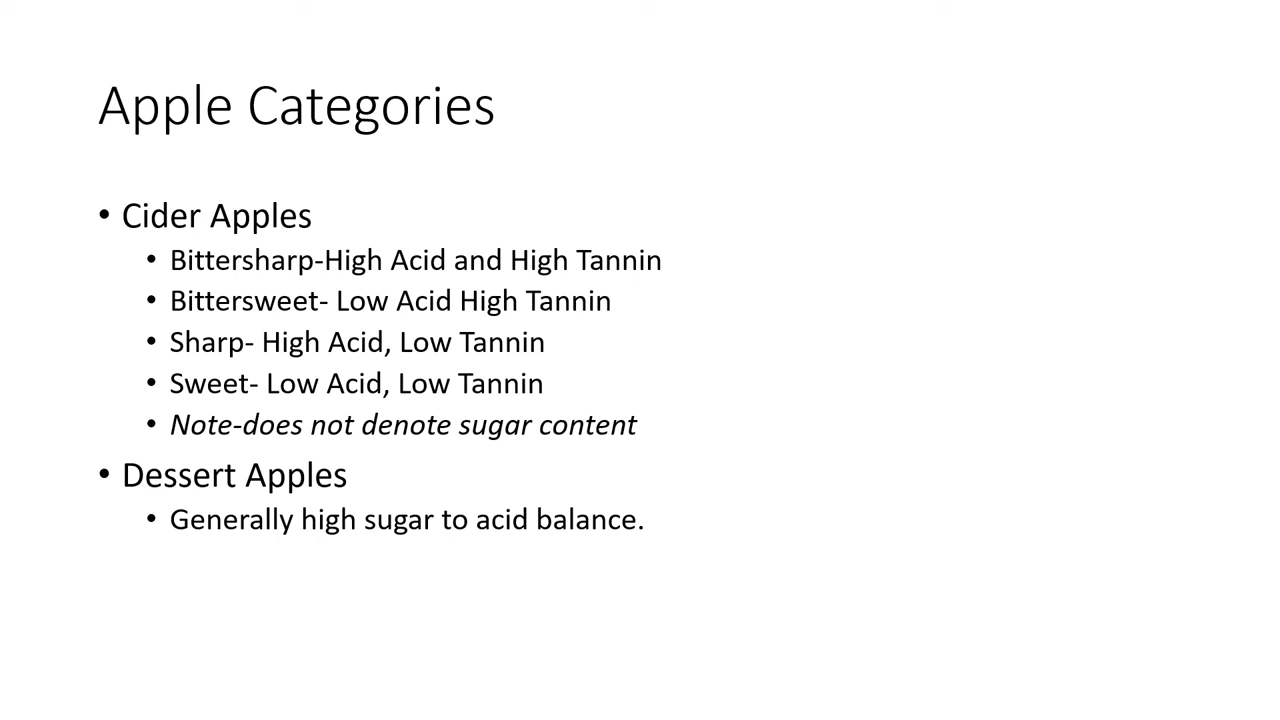 Apple Categories
• Cider Apples
• Bittersharp-High Acid and High Tannin
• Bittersweet- Low Acid High Tannin
• Sharp- High Acid, Low Tannin
• Sweet- Low Acid, Low Tannin
• Note-does not denote sugar content
• Dessert Apples
• Generally high sugar to acid balance.